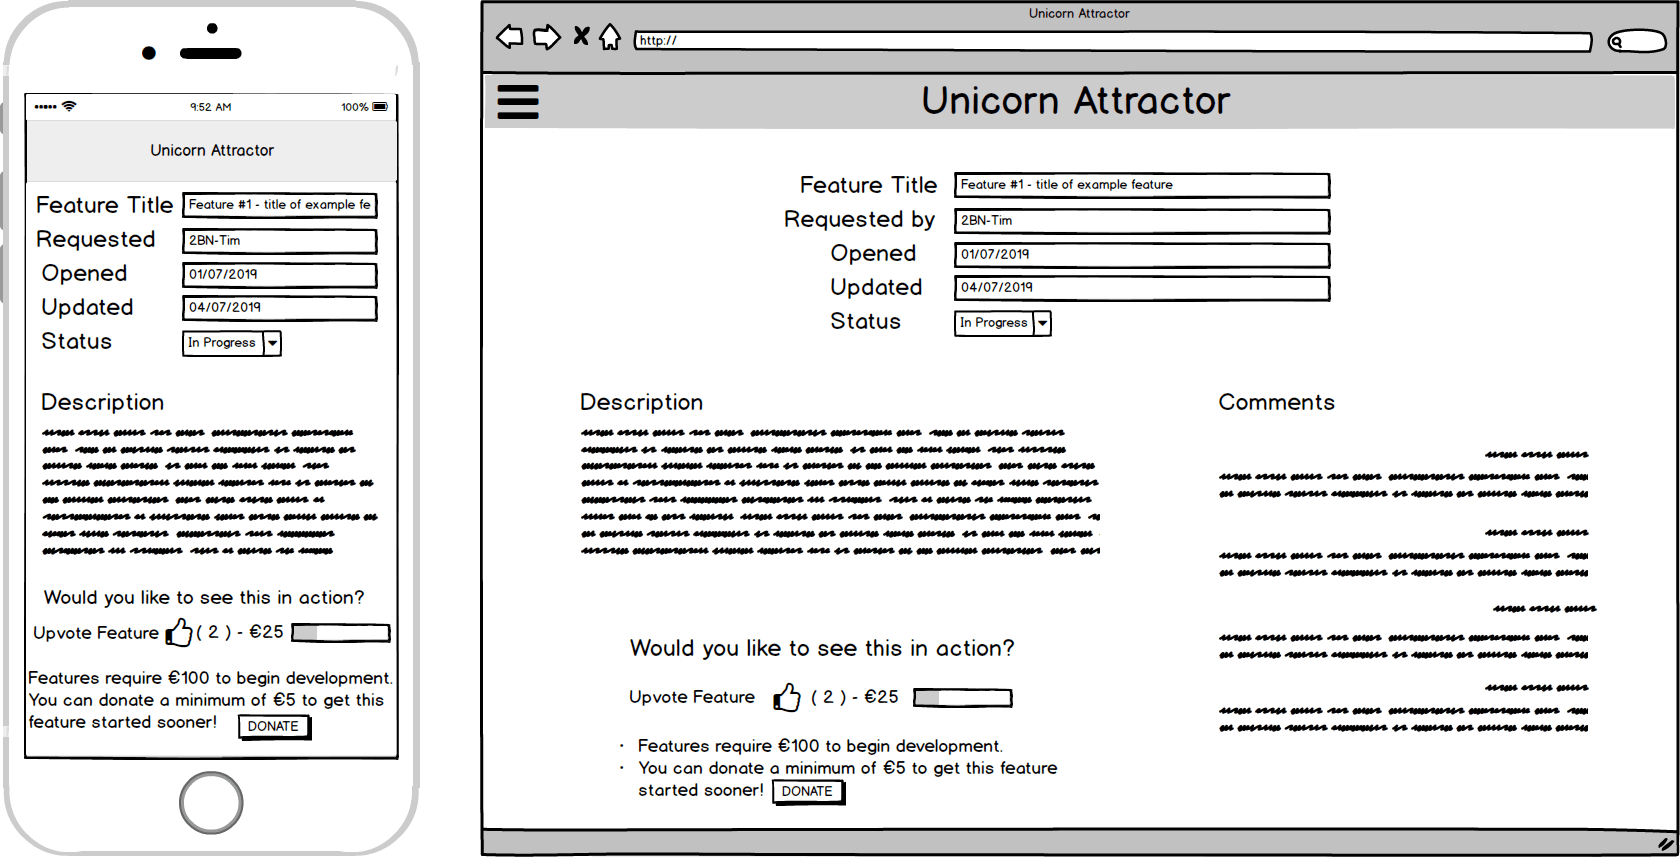 9:52 AM 100%
Unicorn Attractor
Feature Title Feature #1 - title of example fe
Requested 2BN-Tim
Opened 01/07/2019
Updated 04/07/2019
Status In Progress
Description
Would you like to see this in action?
Upvote Feature ( 2 ) - €25
Features require €100 to begin development.
You can donate a minimum of €5 to get this
feature started sooner! DONATE
Unicorn Attractor
http://
Unicorn Attractor
Feature Title Feature #1 - title of example feature
Requested by 2BN-Tim
Opened 01/07/2019
Updated 04/07/2019
Status In Progress
Description
Would you like to see this in action?
Upvote Feature ( 2 ) - €25
· Features require €100 to begin development.
· You can donate a minimum of €5 to get this feature
started sooner! DONATE
Comments